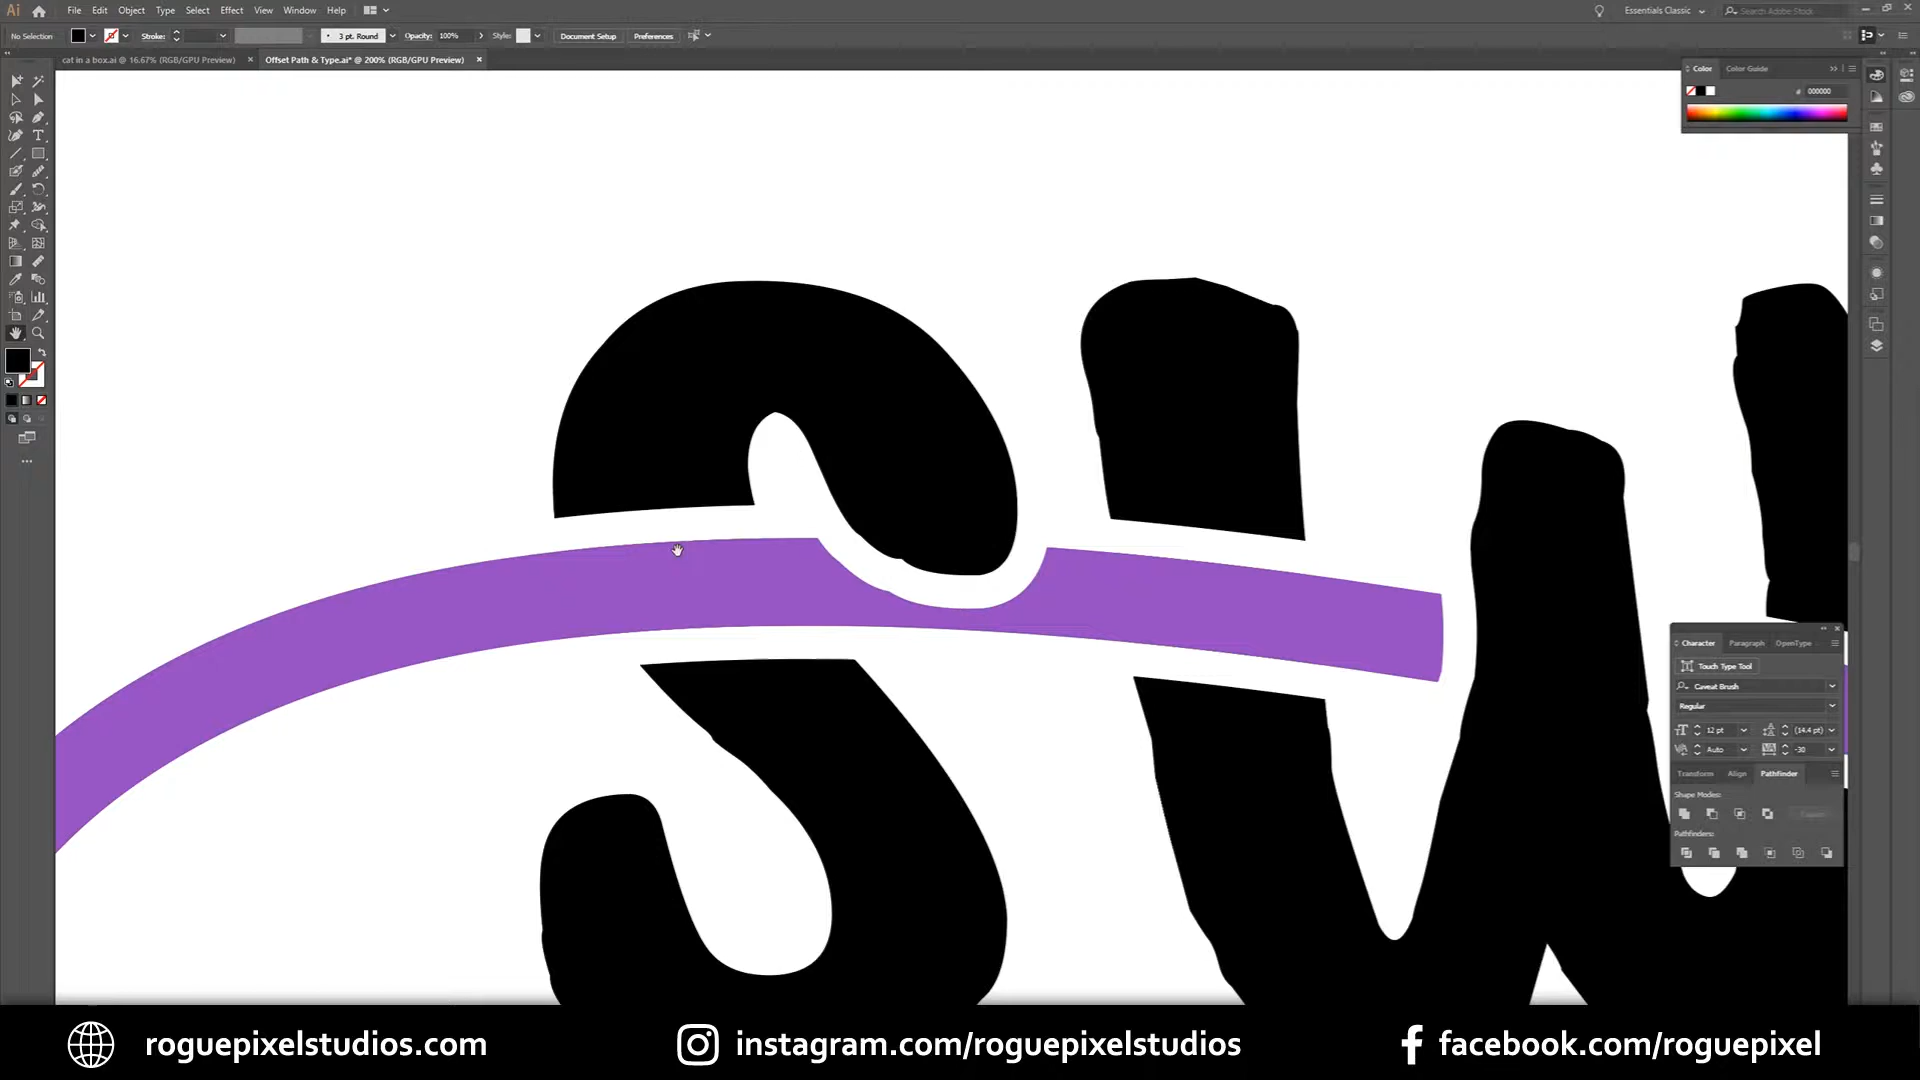 Ai File Edit Object Type Select Effect View Window Help Essentials Classic Search Adobe Stock
No Selection Stroke: 3 pt. Round Opacity: 100% Style: Document Setup Preferences
cat in a box.ai @ 16.67% (RGB/GPU Preview) × Offset Path & Type.ai* @ 200% (RGB/GPU Preview) ×
Color Color Guide
# 000000
SW
Character Paragraph OpenType
Touch Type Tool
Caveat Brush
Regular
12 pt (14.4 pt)
Auto -30
Transform Align Pathfinder
Shape Modes:
Pathfinders:
roguepixelstudios.com instagram.com/roguepixelstudios facebook.com/roguepixel